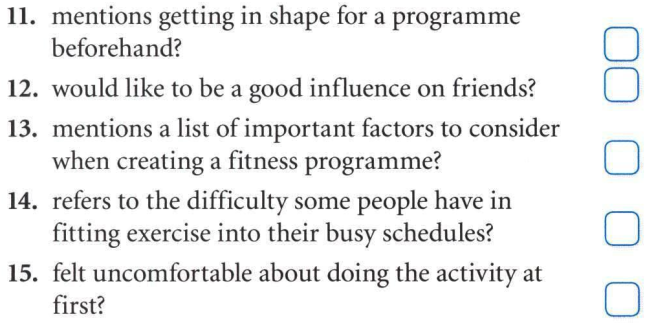 11. mentions getting in shape for a programme
beforehand?
12. would like to be a good influence on friends?
13. mentions a list of important factors to consider
when creating a fitness programme?
14. refers to the difficulty some people have in
fitting exercise into their busy schedules?
15. felt uncomfortable about doing the activity at
first?